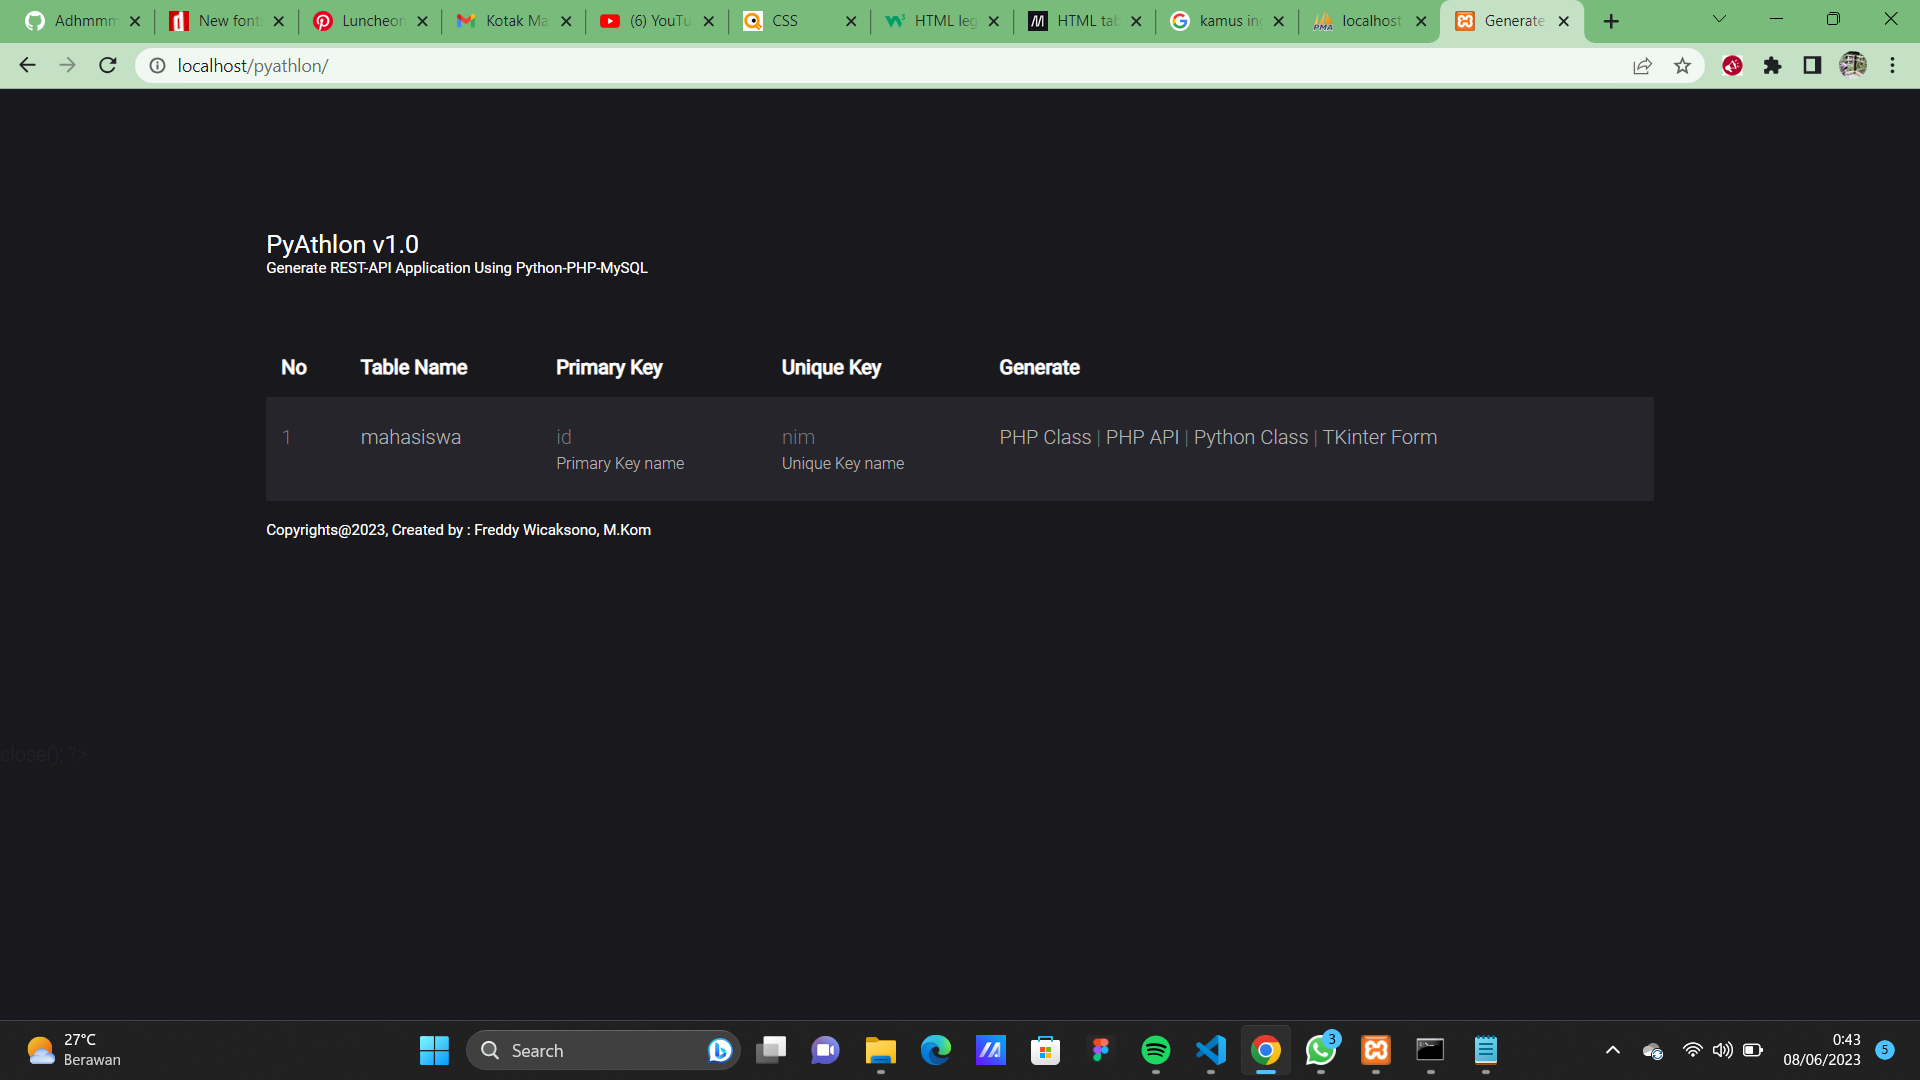 Adhmmm
New font
Luncheon
Kotak Ma
(6) YouTu
CSS
HTML leg
HTML tab
kamus in
localhost
Generate
localhost/pyathlon/
PyAthlon v1.0
Generate REST-API Application Using Python-PHP-MySQL
No Table Name Primary Key Unique Key Generate
1 mahasiswa id nim PHP Class | PHP API | Python Class | TKinter Form
Primary Key name Unique Key name
Copyrights@2023, Created by : Freddy Wicaksono, M.Kom
close(); ?>
27°C
Berawan
Search
3
0:43
08/06/2023
5